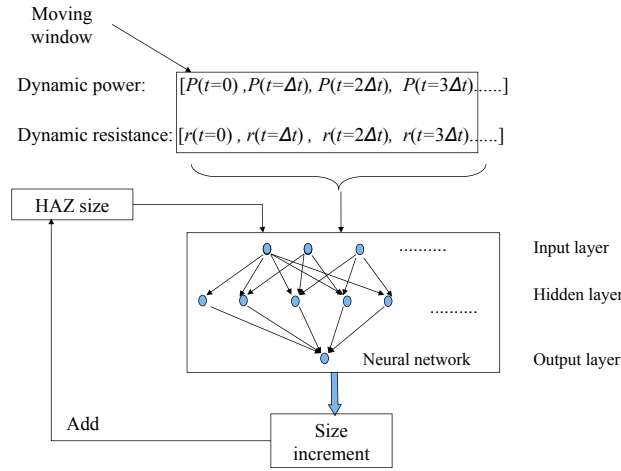 Moving
window
Dynamic power: [P(t=0) ,P(t=Δt), P(t=2Δt), P(t=3Δt)......]
Dynamic resistance: [r(t=0) , r(t=Δt) , r(t=2Δt), r(t=3Δt)......]
HAZ size
.......... Input layer
.......... Hidden layer
Neural network Output layer
Add
Size
increment